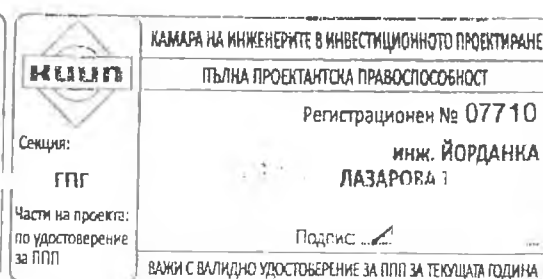 КАМАРА НА ИНЖЕНЕРИТЕ В ИНВЕСТИЦИОННОТО ПРОЕКТИРАНЕ
КИИП
ПЪЛНА ПРОЕКТАНТСКА ПРАВОСПОСОБНОСТ
Регистрационен № 07710
Секция:
ГПГ
инж. ЙОРДАНКА
ЛАЗАРОВА
Части на проекта:
по удостоверение
за ППП
Подпис:
ВАЖИ С ВАЛИДНО УДОСТОВЕРЕНИЕ ЗА ППП ЗА ТЕКУЩАТА ГОДИНА